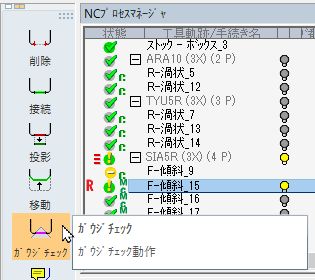 削除
接続
投影
移動
ｶﾞｳｼﾞﾁｪｯｸ
NCﾌﾟﾛｾｽﾏﾈｰｼﾞｬ
状態
工具軌跡/手続き名
ストック－ボックス_3
ARA10 (3X) (2 P)
R-渦状_5
C
R-渦状_12
C
TYU5R (3X) (3 P)
R-渦状_7
C
R-渦状_13
C
R-渦状_14
C
SIA5R (3X) (4 P)
F-傾斜_9
C
R
F-傾斜_15
G
M
F-傾斜_16
G
M
F-傾斜_17
ｶﾞｳｼﾞﾁｪｯｸ
ｶﾞｳｼﾞﾁｪｯｸ動作